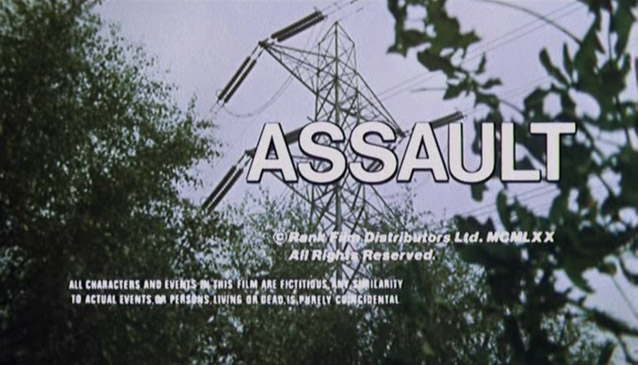 ASSAULT
© Rank Film Distributors Ltd. MCMLXX
All Rights Reserved.
ALL CHARACTERS AND EVENTS IN THIS FILM ARE FICTITIOUS, ANY SIMILARITY
TO ACTUAL EVENTS, OR PERSONS, LIVING OR DEAD, IS PURELY COINCIDENTAL